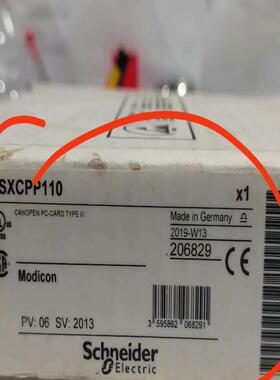 SXCPP110
x1
CANOPEN PC-CARD TYPE III
Made in Germany
2019-W13
206829
Modicon
PV: 06 SV: 2013
3 595862 068291
Schneider
Electric